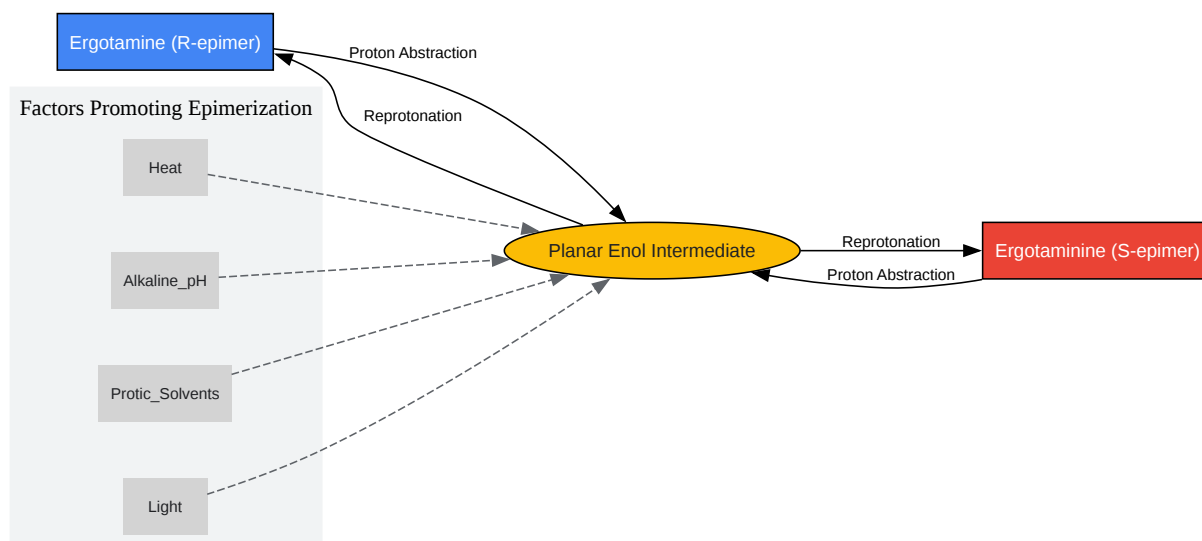 Ergotamine (R-epimer)
Proton Abstraction
Factors Promoting Epimerization
Reprotonation
Heat
Planar Enol Intermediate
Reprotonation
Ergotaminine (S-epimer)
Proton Abstraction
Alkaline_pH
Protic_Solvents
Light